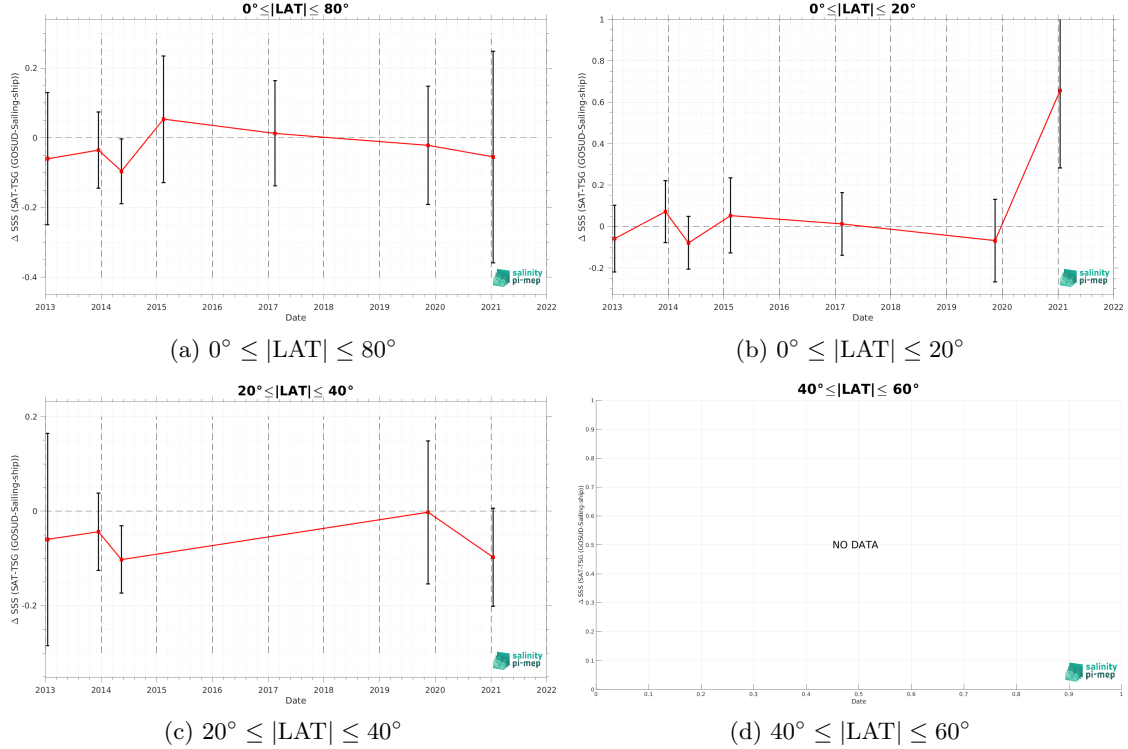 0°≤|LAT|≤ 80°
Δ SSS (SAT-TSG (GOSUD-Sailing-ship))
0.2
0
-0.2
-0.4
2013 2014 2015 2016 2017 2018 2019 2020 2021 2022
Date
salinity
pi-mep
(a) 0° ≤ |LAT| ≤ 80°
0°≤|LAT|≤ 20°
Δ SSS (SAT-TSG (GOSUD-Sailing-ship))
1
0.8
0.6
0.4
0.2
0
-0.2
2013 2014 2015 2016 2017 2018 2019 2020 2021 2022
Date
salinity
pi-mep
(b) 0° ≤ |LAT| ≤ 20°
20°≤|LAT|≤ 40°
Δ SSS (SAT-TSG (GOSUD-Sailing-ship))
0.2
0
-0.2
2013 2014 2015 2016 2017 2018 2019 2020 2021 2022
Date
salinity
pi-mep
(c) 20° ≤ |LAT| ≤ 40°
40°≤|LAT|≤ 60°
Δ SSS (SAT-TSG (GOSUD-Sailing-ship))
1
0.9
0.8
0.7
0.6
0.5
0.4
0.3
0.2
0.1
0
NO DATA
0 0.1 0.2 0.3 0.4 0.5 0.6 0.7 0.8 0.9 1
Date
salinity
pi-mep
(d) 40° ≤ |LAT| ≤ 60°